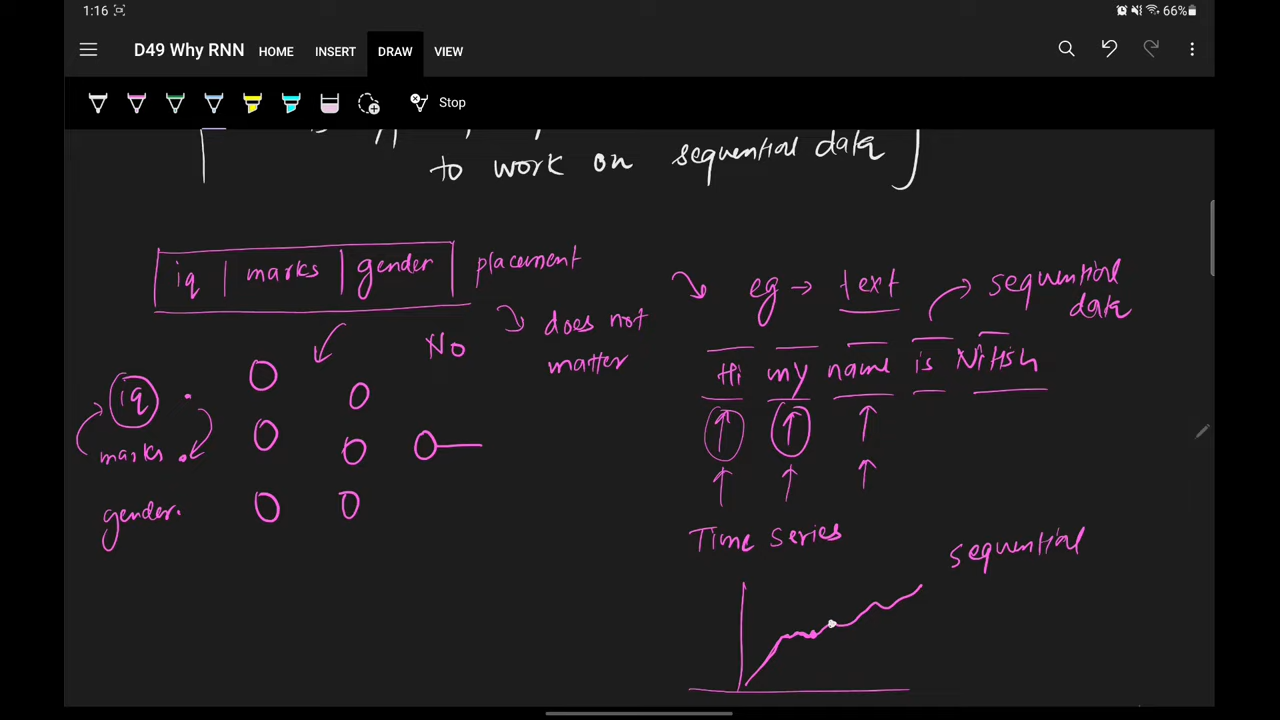 1:16 66%
D49 Why RNN HOME INSERT DRAW VIEW
Stop
to work on sequential data
iq marks gender placement
does not
matter
No
iq
marks
gender
eg → text
sequential
data
Hi my name is Nitish
Time Series
sequential